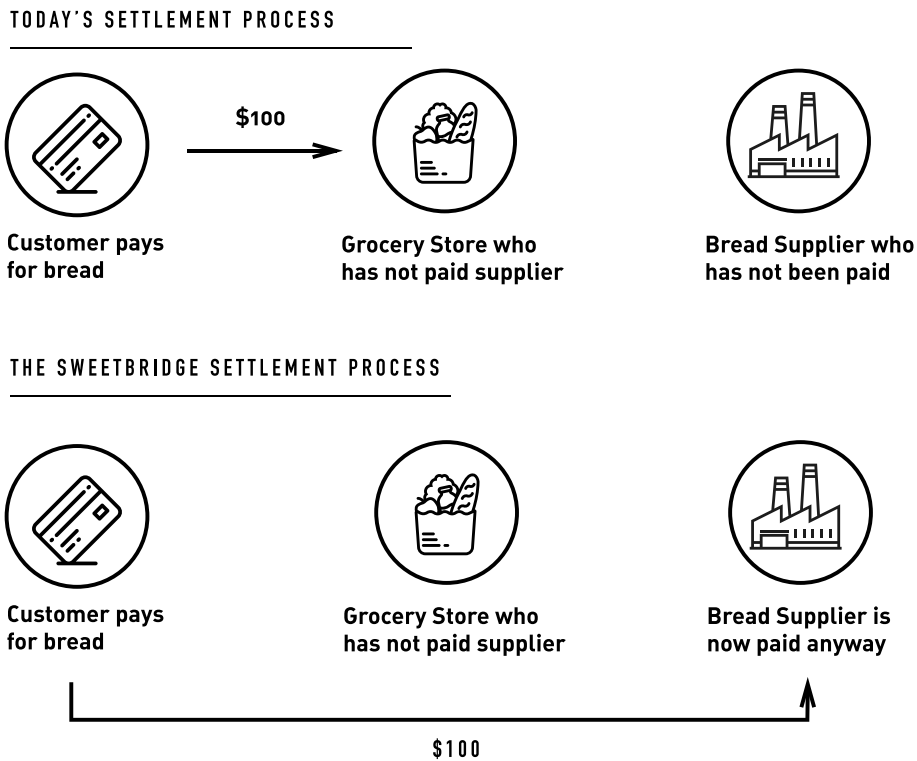 TODAY'S SETTLEMENT PROCESS
$100
Customer pays
for bread
Grocery Store who
has not paid supplier
Bread Supplier who
has not been paid
THE SWEETBRIDGE SETTLEMENT PROCESS
Customer pays
for bread
Grocery Store who
has not paid supplier
Bread Supplier is
now paid anyway
$100